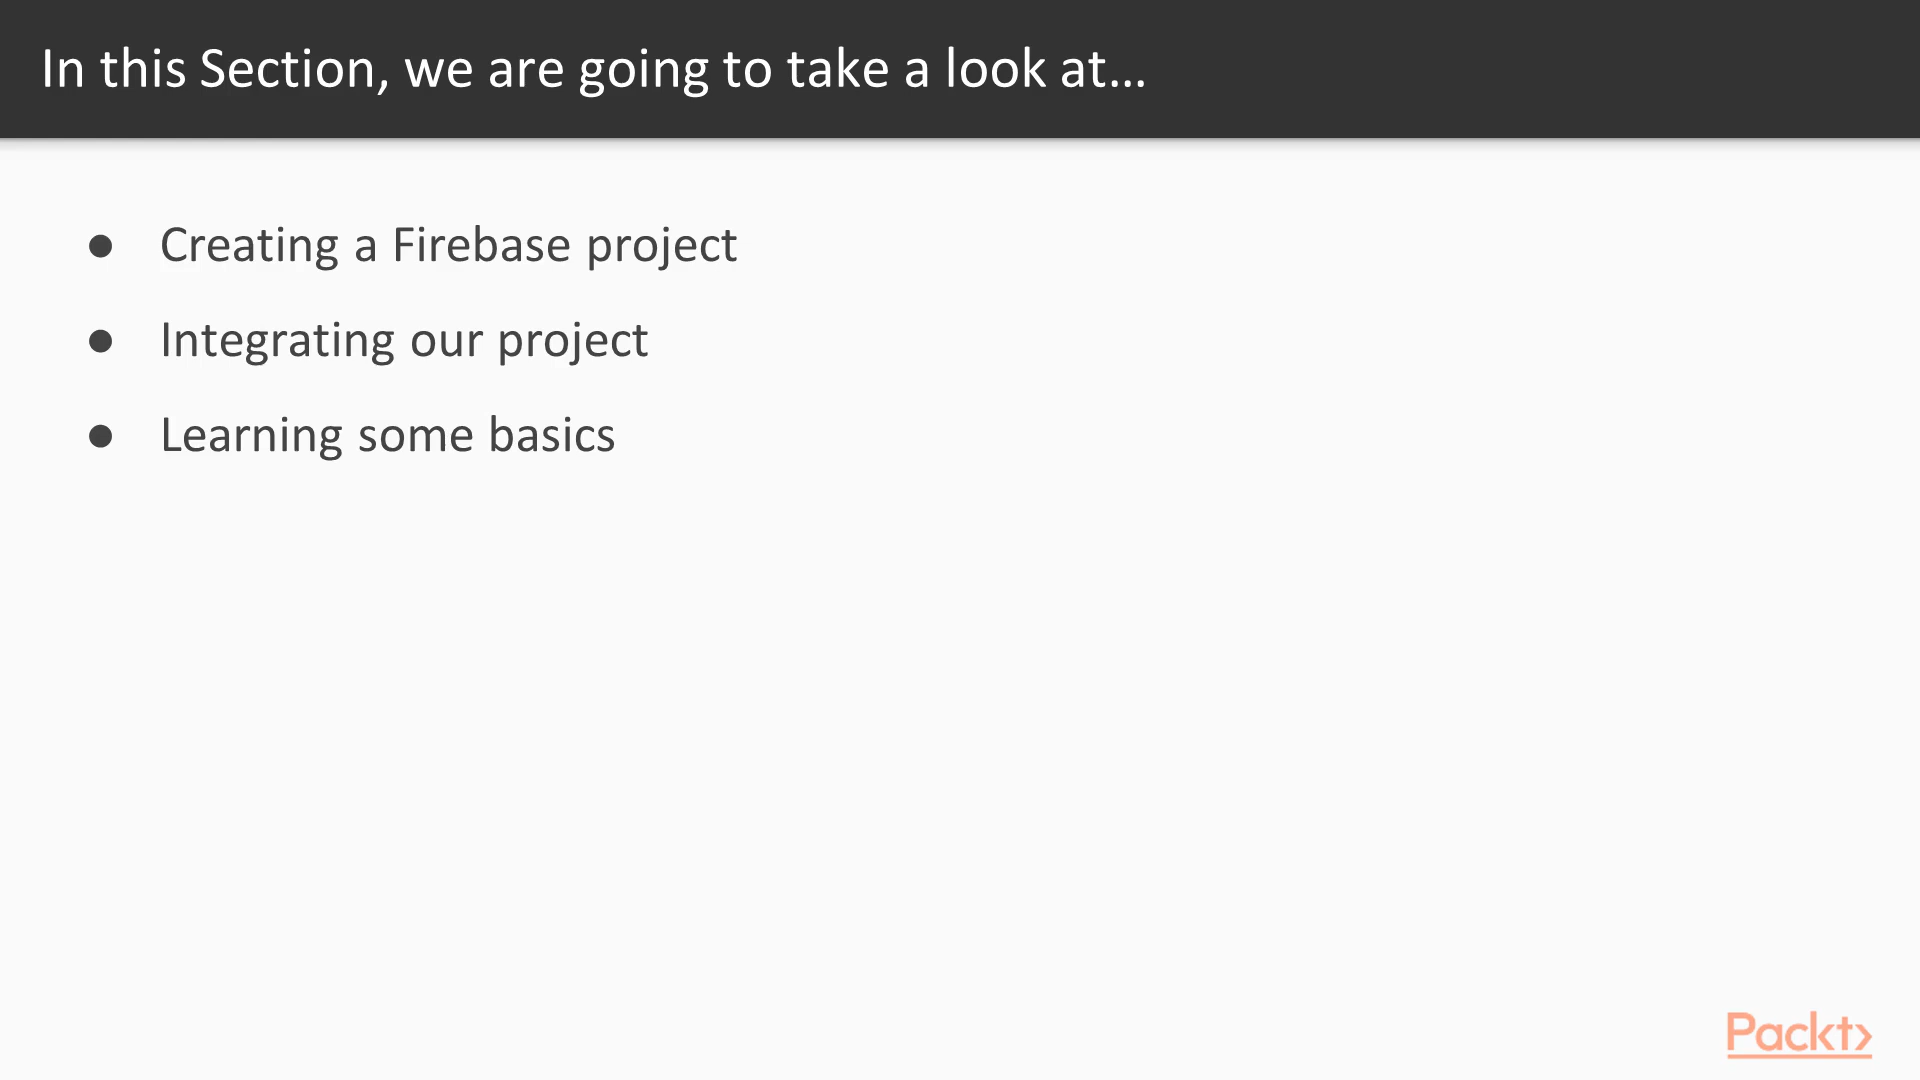 In this Section, we are going to take a look at...
● Creating a Firebase project
● Integrating our project
● Learning some basics
Packt>